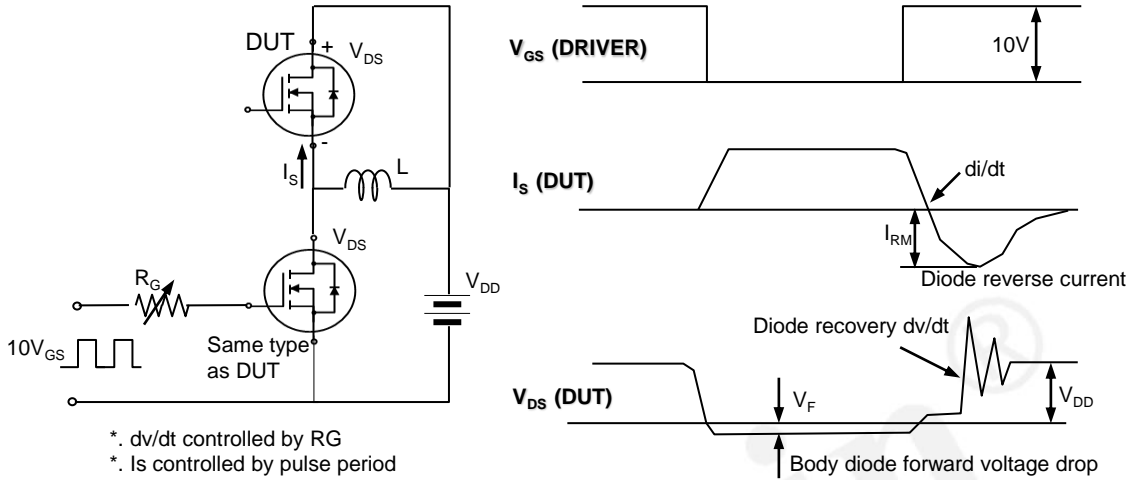 DUT
+
V_DS
-
I_S
L
V_DS
R_G
V_DD
10V_GS
Same type
as DUT
*. dv/dt controlled by RG
*. Is controlled by pulse period
V_GS (DRIVER)
10V
I_S (DUT)
di/dt
I_RM
Diode reverse current
Diode recovery dv/dt
V_DS (DUT)
V_F
V_DD
Body diode forward voltage drop